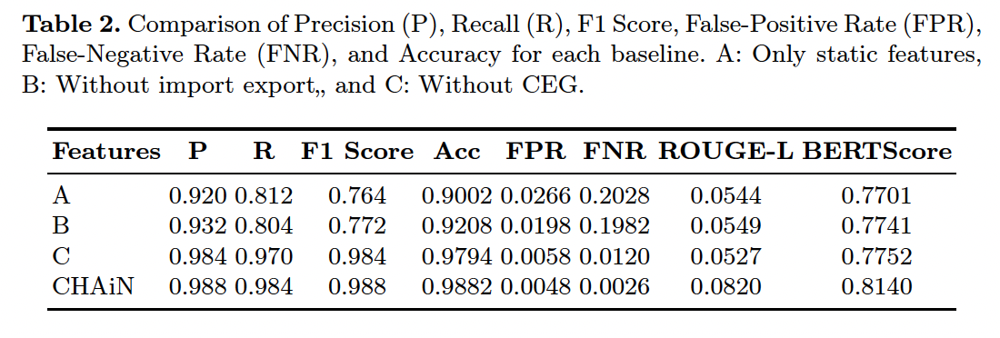 Table 2. Comparison of Precision (P), Recall (R), F1 Score, False-Positive Rate (FPR),
False-Negative Rate (FNR), and Accuracy for each baseline. A: Only static features,
B: Without import export,, and C: Without CEG.
Features P R F1 Score Acc FPR FNR ROUGE-L BERTScore
A 0.920 0.812 0.764 0.9002 0.0266 0.2028 0.0544 0.7701
B 0.932 0.804 0.772 0.9208 0.0198 0.1982 0.0549 0.7741
C 0.984 0.970 0.984 0.9794 0.0058 0.0120 0.0527 0.7752
CHAiN 0.988 0.984 0.988 0.9882 0.0048 0.0026 0.0820 0.8140